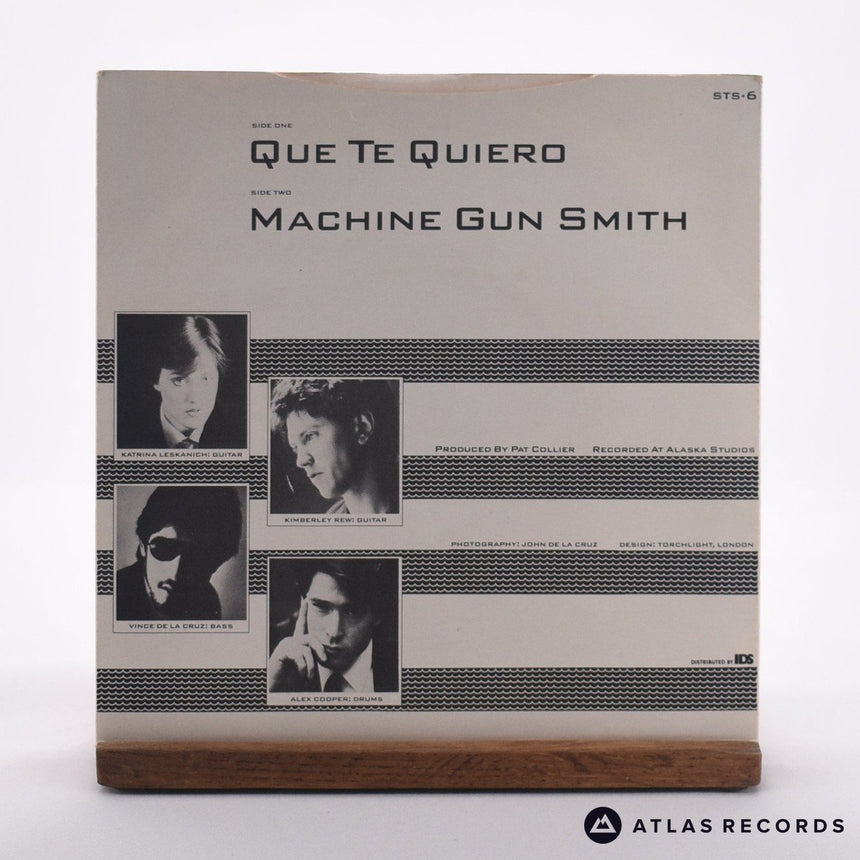 STS•6
SIDE ONE
QUE TE QUIERO
SIDE TWO
MACHINE GUN SMITH
KATRINA LESKANICH: GUITAR
PRODUCED BY PAT COLLIER RECORDED AT ALASKA STUDIOS
KIMBERLEY REW: GUITAR
PHOTOGRAPHY: JOHN DE LA CRUZ DESIGN: TORCHLIGHT, LONDON
VINCE DE LA CRUZ: BASS
DISTRIBUTED BY IDS
ALEX COOPER: DRUMS
ATLAS RECORDS